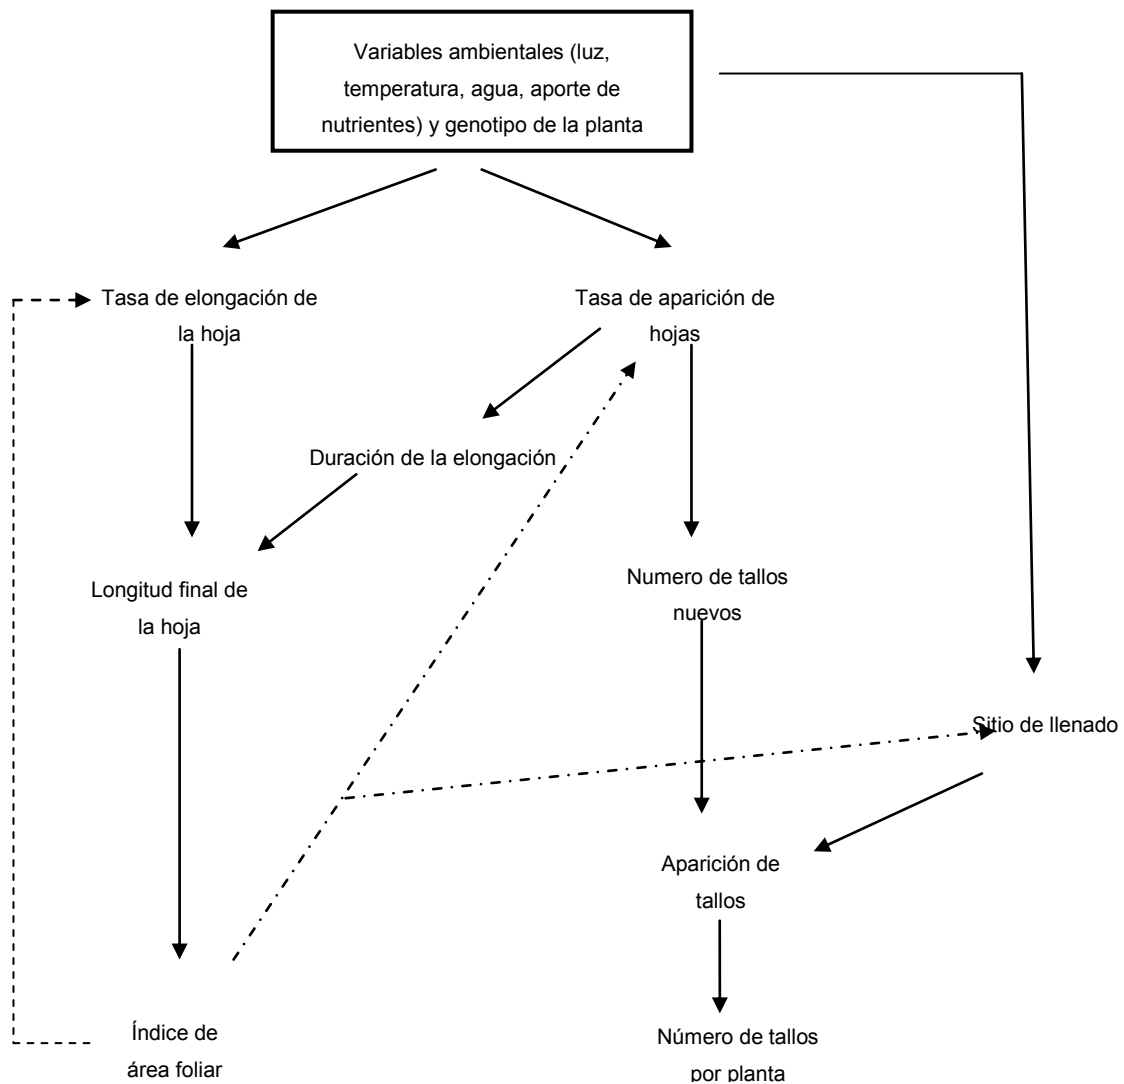 Variables ambientales (luz,
temperatura, agua, aporte de
nutrientes) y genotipo de la planta
Tasa de elongación de
la hoja
Tasa de aparición de
hojas
Duración de la elongación
Longitud final de
la hoja
Numero de tallos
nuevos
Sitio de llenado
Aparición de
tallos
Índice de
área foliar
Número de tallos
por planta